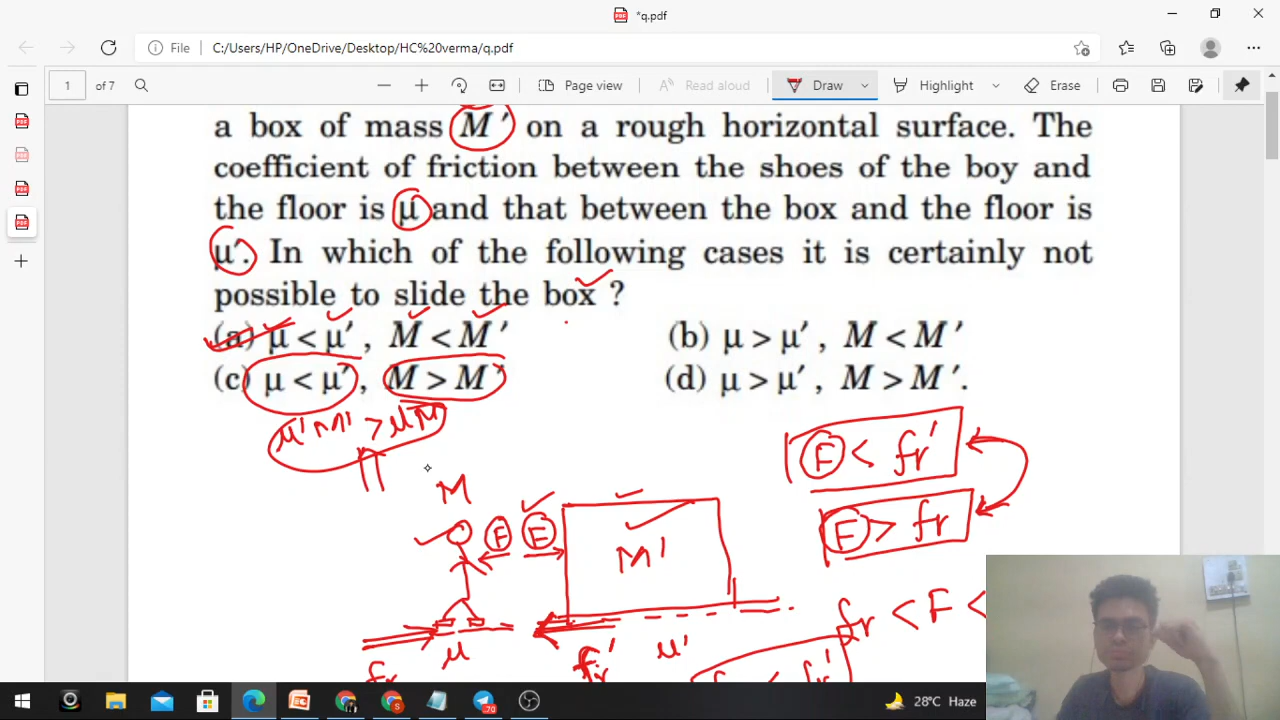 *q.pdf
File C:/Users/HP/OneDrive/Desktop/HC%20verma/q.pdf
1 of 7 Page view Read aloud Draw Highlight Erase
a box of mass M′ on a rough horizontal surface. The
coefficient of friction between the shoes of the boy and
the floor is μ and that between the box and the floor is
μ′. In which of the following cases it is certainly not
possible to slide the box ?
(a) μ < μ′ , M < M′ (b) μ > μ′ , M < M′
(c) μ < μ′ , M > M′ (d) μ > μ′ , M > M′.
μ'M' > μM
F < fr'
M
F > fr
F F
M'
fr < F <
fr μ fr' μ'
28°C Haze